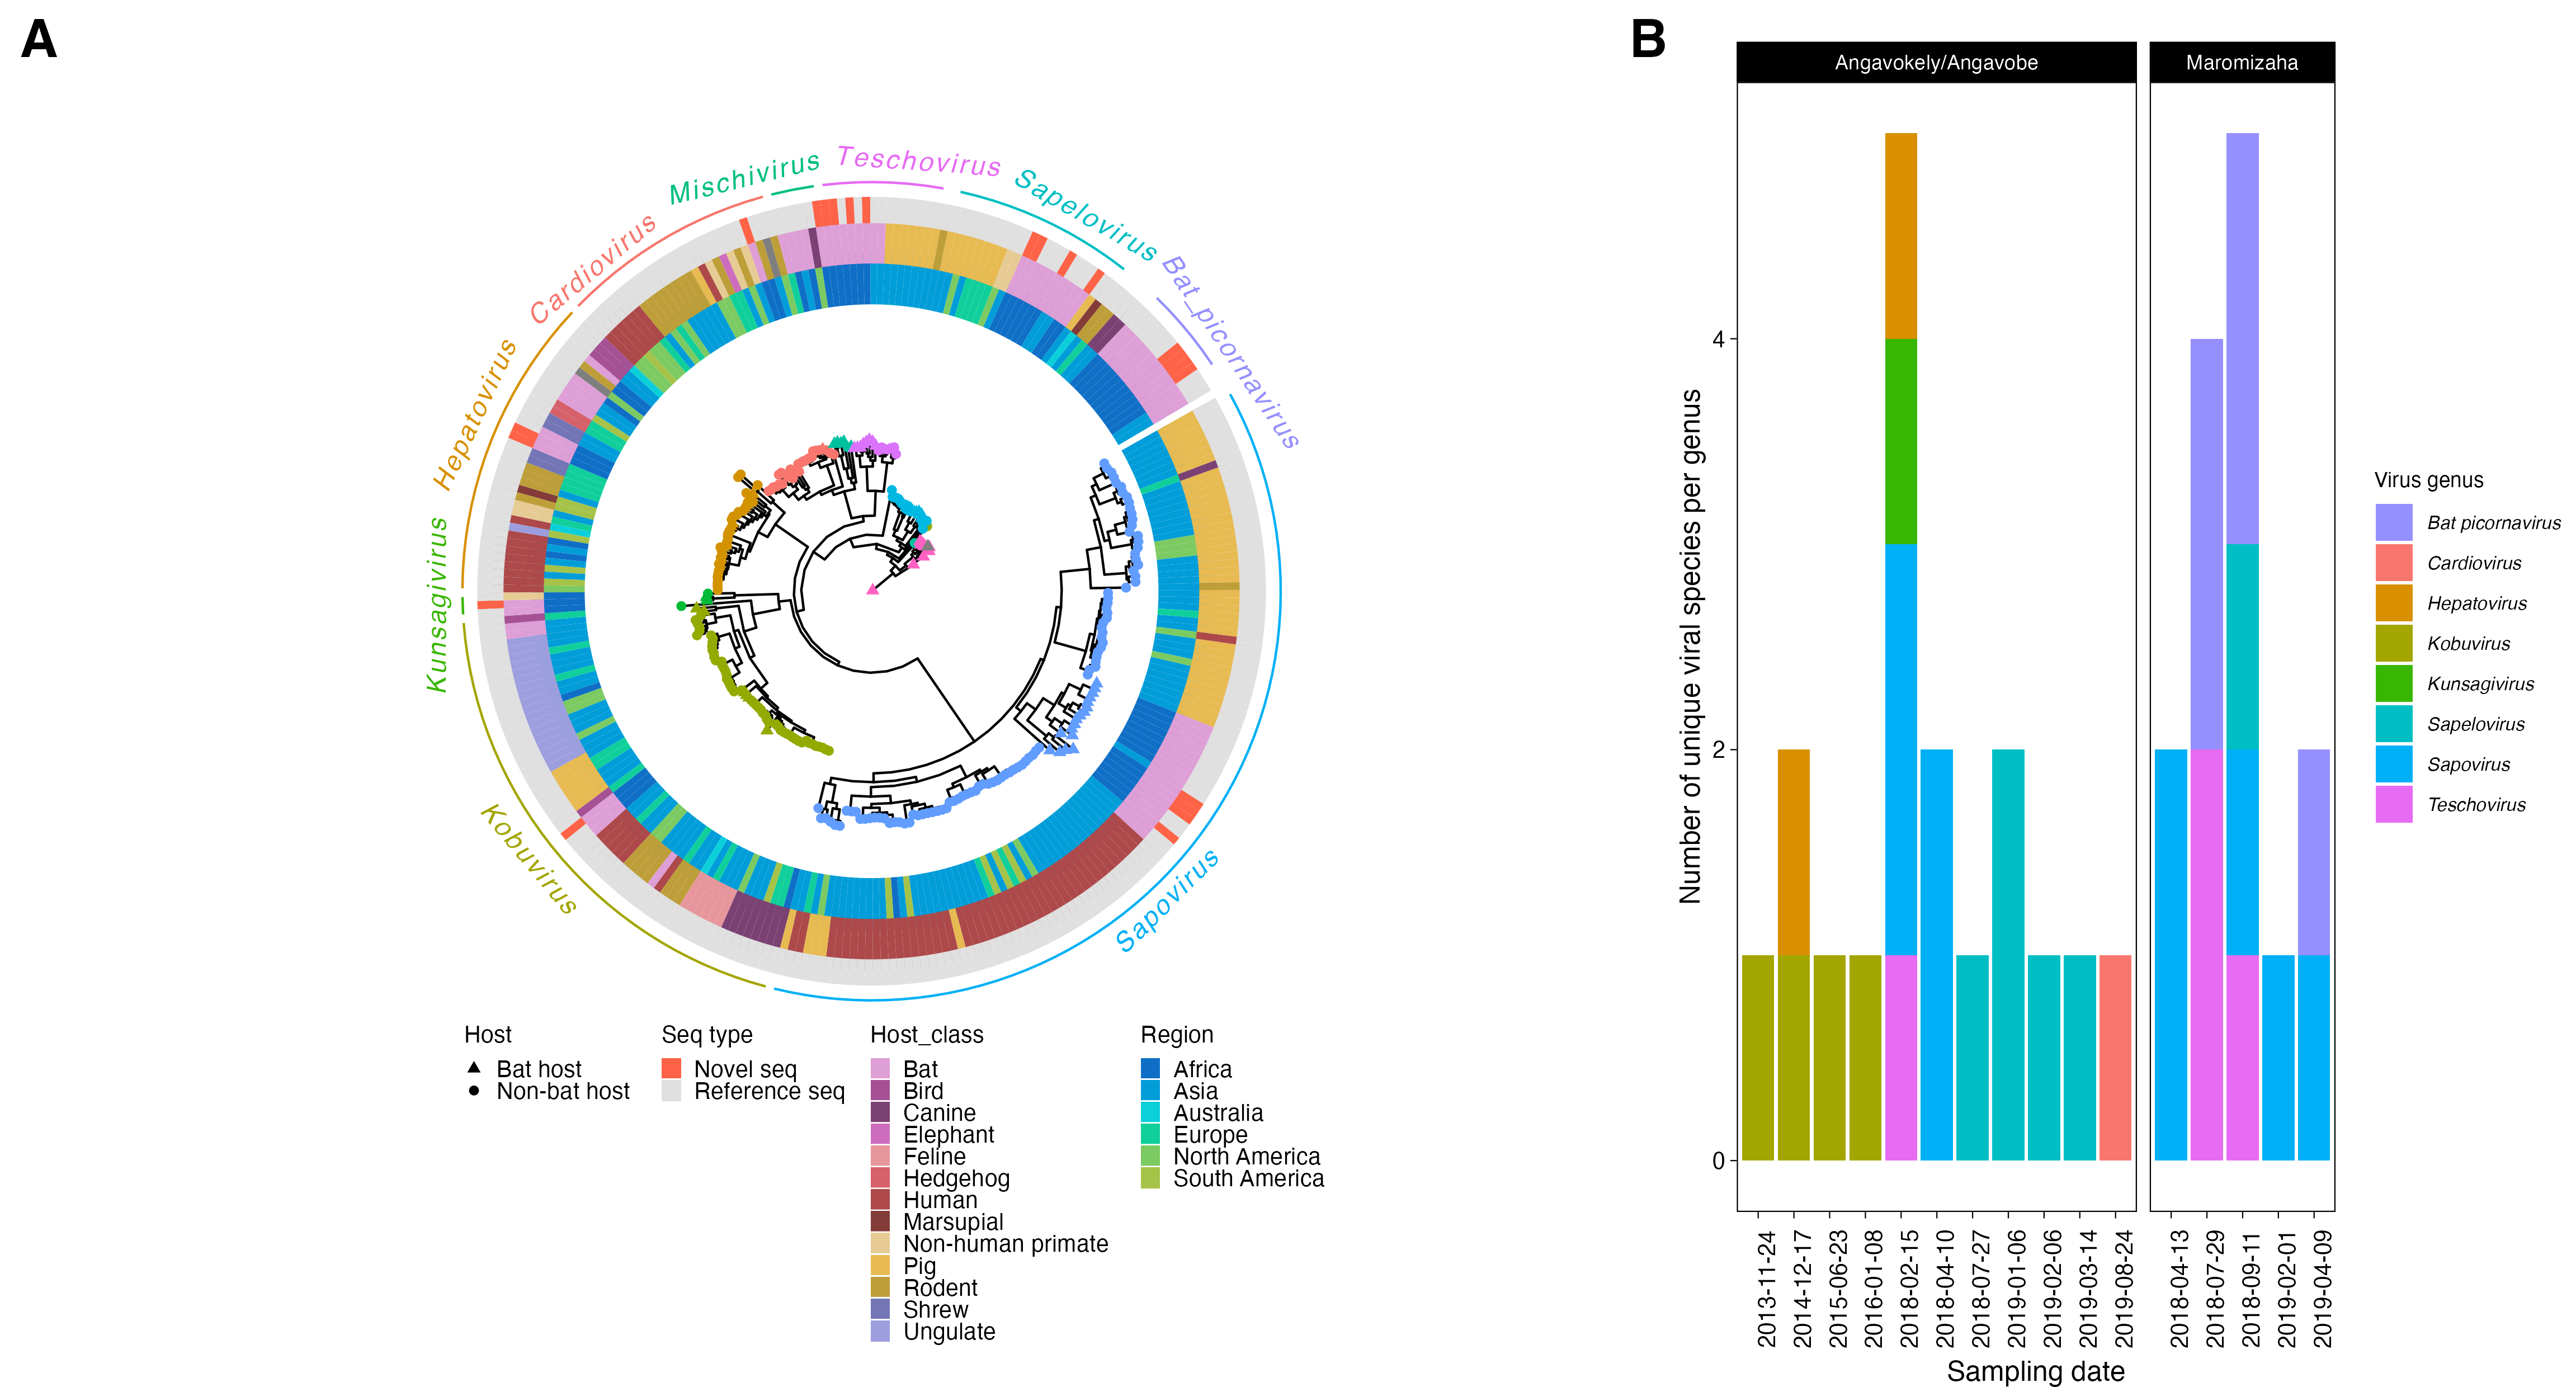 A
Mischivirus
Teschovirus
Sapelovirus
Cardiovirus
Bat_picornavirus
Hepatovirus
Kunsagivirus
Kobuvirus
Sapovirus
Host
Bat host
Non-bat host
Seq type
Novel seq
Reference seq
Host_class
Bat
Bird
Canine
Elephant
Feline
Hedgehog
Human
Marsupial
Non-human primate
Pig
Rodent
Shrew
Ungulate
Region
Africa
Asia
Australia
Europe
North America
South America
B
Angavokely/Angavobe
Maromizaha
Number of unique viral species per genus
4
2
0
2013-11-24
2014-12-17
2015-06-23
2016-01-08
2018-02-15
2018-04-10
2018-07-27
2019-01-06
2019-02-06
2019-03-14
2019-08-24
2018-04-13
2018-07-29
2018-09-11
2019-02-01
2019-04-09
Sampling date
Virus genus
Bat picornavirus
Cardiovirus
Hepatovirus
Kobuvirus
Kunsagivirus
Sapelovirus
Sapovirus
Teschovirus